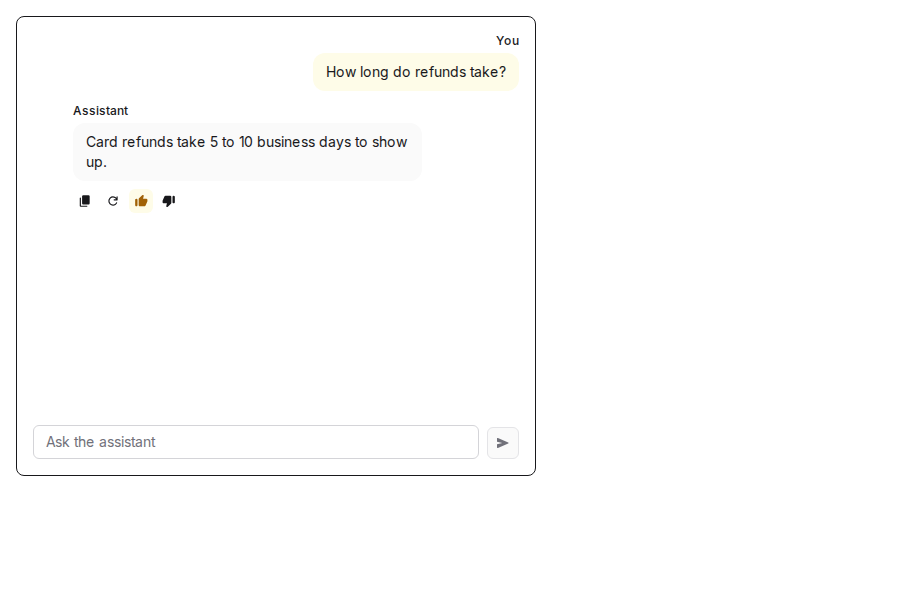 You
How long do refunds take?
Assistant
Card refunds take 5 to 10 business days to show
up.
Ask the assistant